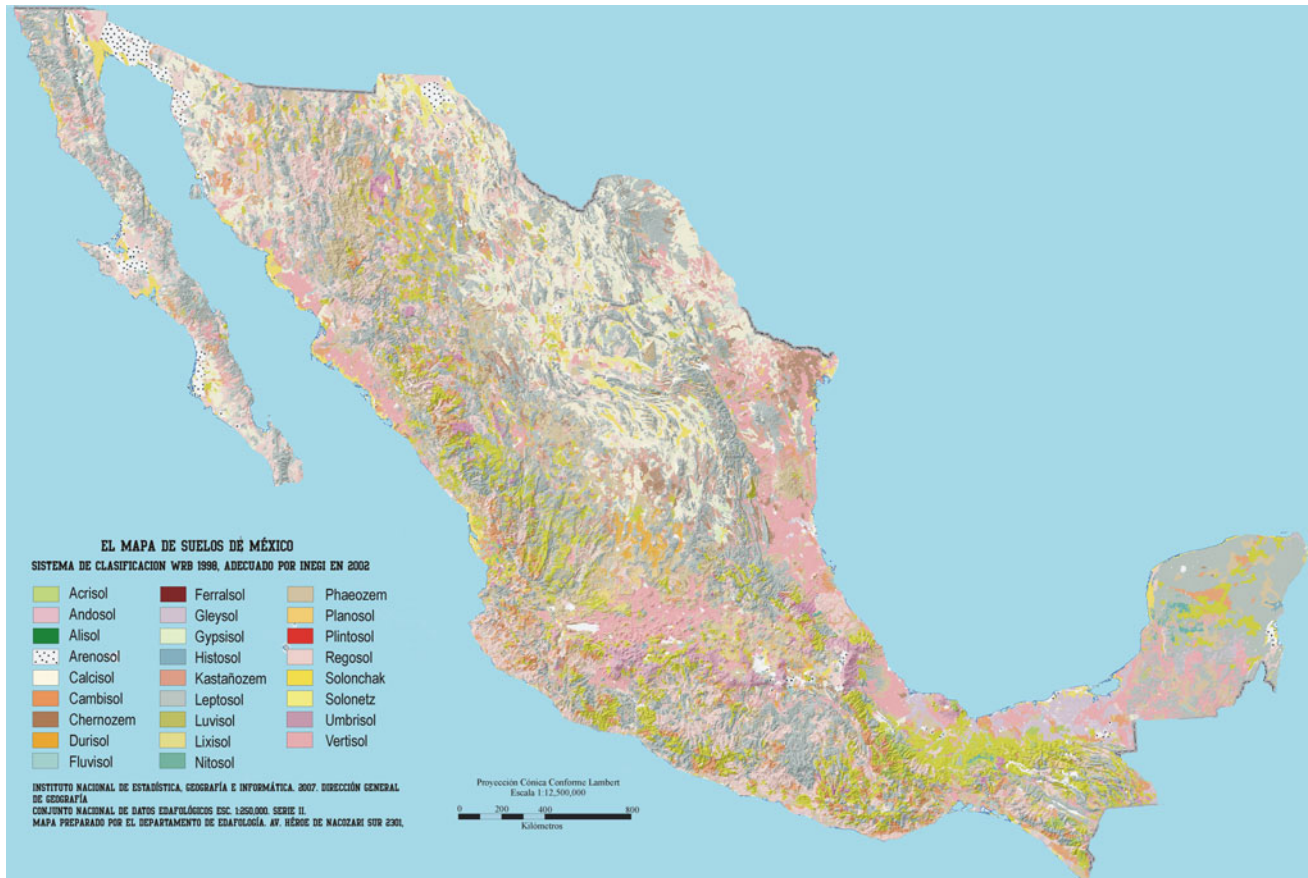 EL MAPA DE SUELOS DE MÉXICO
SISTEMA DE CLASIFICACION WRB 1998, ADECUADO POR INEGI EN 2002
Acrisol
Andosol
Alisol
Arenosol
Calcisol
Cambisol
Chernozem
Durisol
Fluvisol
Ferralsol
Gleysol
Gypsisol
Histosol
Kastañozem
Leptosol
Luvisol
Lixisol
Nitosol
Phaeozem
Planosol
Plintosol
Regosol
Solonchak
Solonetz
Umbrisol
Vertisol
INSTITUTO NACIONAL DE ESTADÍSTICA, GEOGRAFÍA E INFORMÁTICA. 2007. DIRECCIÓN GENERAL
DE GEOGRAFÍA
CONJUNTO NACIONAL DE DATOS EDAFOLÓGICOS ESC. 1:250,000. SERIE II.
MAPA PREPARADO POR EL DEPARTAMENTO DE EDAFOLOGÍA. AV. HÉROE DE NACOZARI SUR 2301,
Proyección Cónica Conforme Lambert
Escala 1:12,500,000
0 200 400 800
Kilómetros